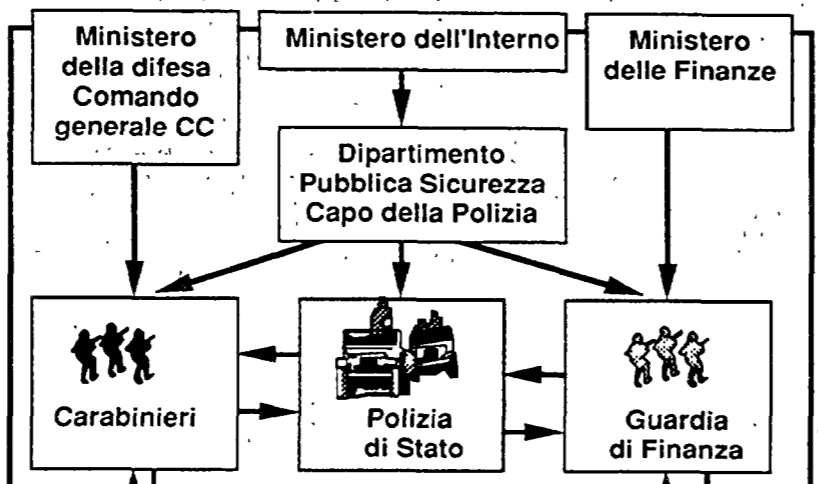 Ministero
della difesa
Comando
generale CC
Ministero dell'Interno
Ministero
delle Finanze
Dipartimento
Pubblica Sicurezza
Capo della Polizia
Carabinieri
Polizia
di Stato
Guardia
di Finanza